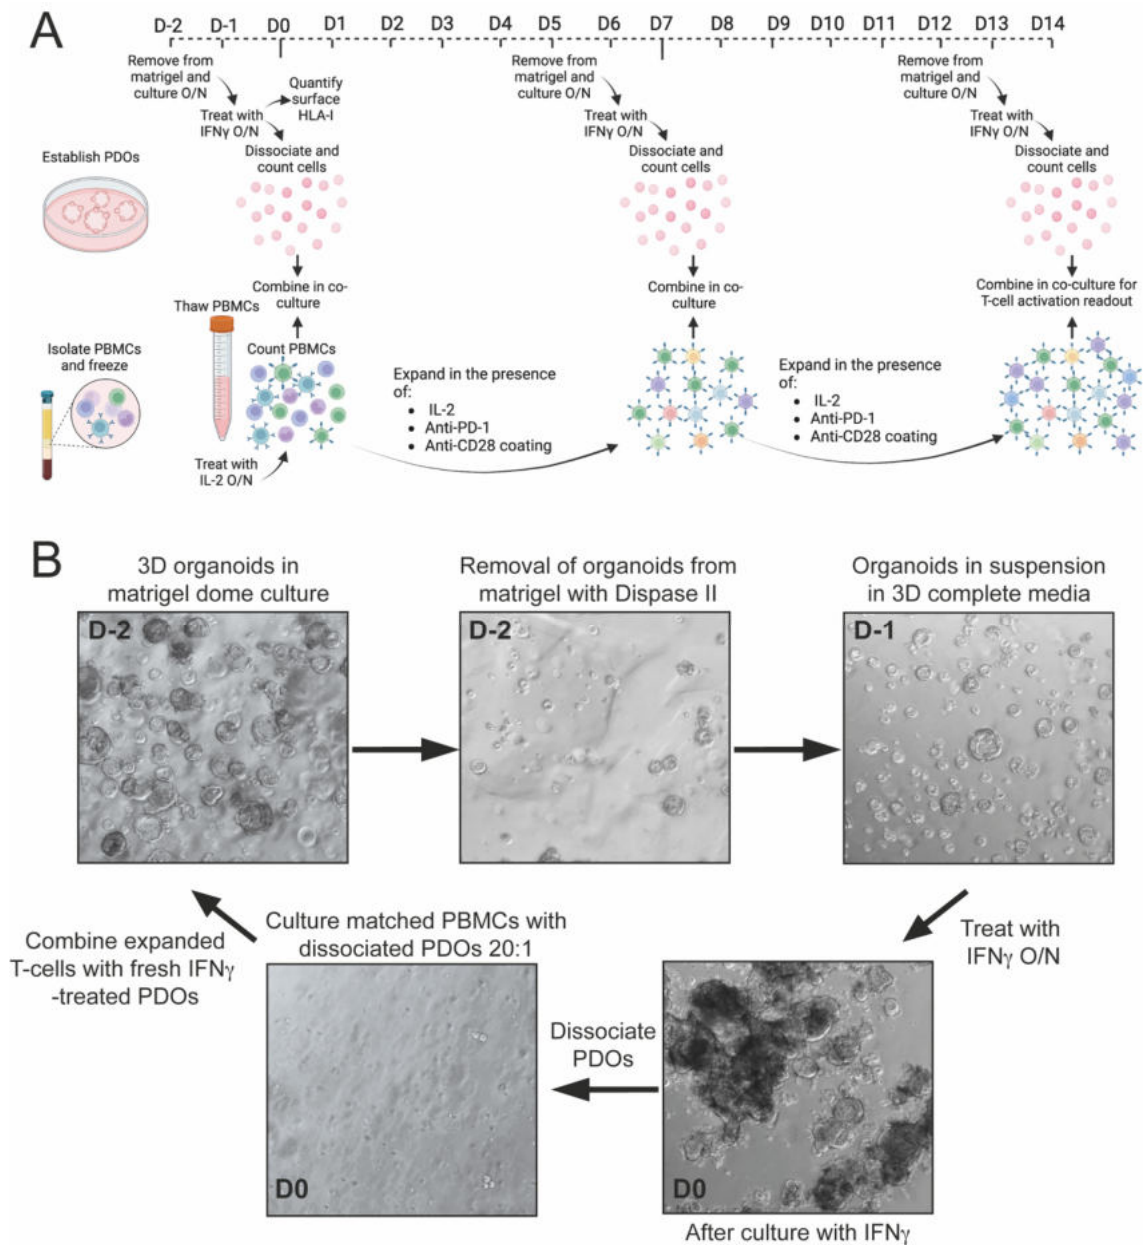 A
D-2 D-1 D0 D1 D2 D3 D4 D5 D6 D7 D8 D9 D10 D11 D12 D13 D14
Remove from
matrigel and
culture O/N
Treat with
IFNγ O/N
Quantify
surface
HLA-I
Dissociate and
count cells
Remove from
matrigel and
culture O/N
Treat with
IFNγ O/N
Dissociate and
count cells
Remove from
matrigel and
culture O/N
Treat with
IFNγ O/N
Dissociate and
count cells
Establish PDOs
Combine in co-
culture
Combine in co-
culture
Combine in co-culture for
T-cell activation readout
Thaw PBMCs
Isolate PBMCs
and freeze
Count PBMCs
Treat with
IL-2 O/N
Expand in the presence
of:
• IL-2
• Anti-PD-1
• Anti-CD28 coating
Expand in the presence
of:
• IL-2
• Anti-PD-1
• Anti-CD28 coating
B
3D organoids in
matrigel dome culture
D-2
Removal of organoids from
matrigel with Dispase II
D-2
Organoids in suspension
in 3D complete media
D-1
Treat with
IFNγ O/N
D0
After culture with IFNγ
Dissociate
PDOs
Culture matched PBMCs with
dissociated PDOs 20:1
D0
Combine expanded
T-cells with fresh IFNγ
-treated PDOs